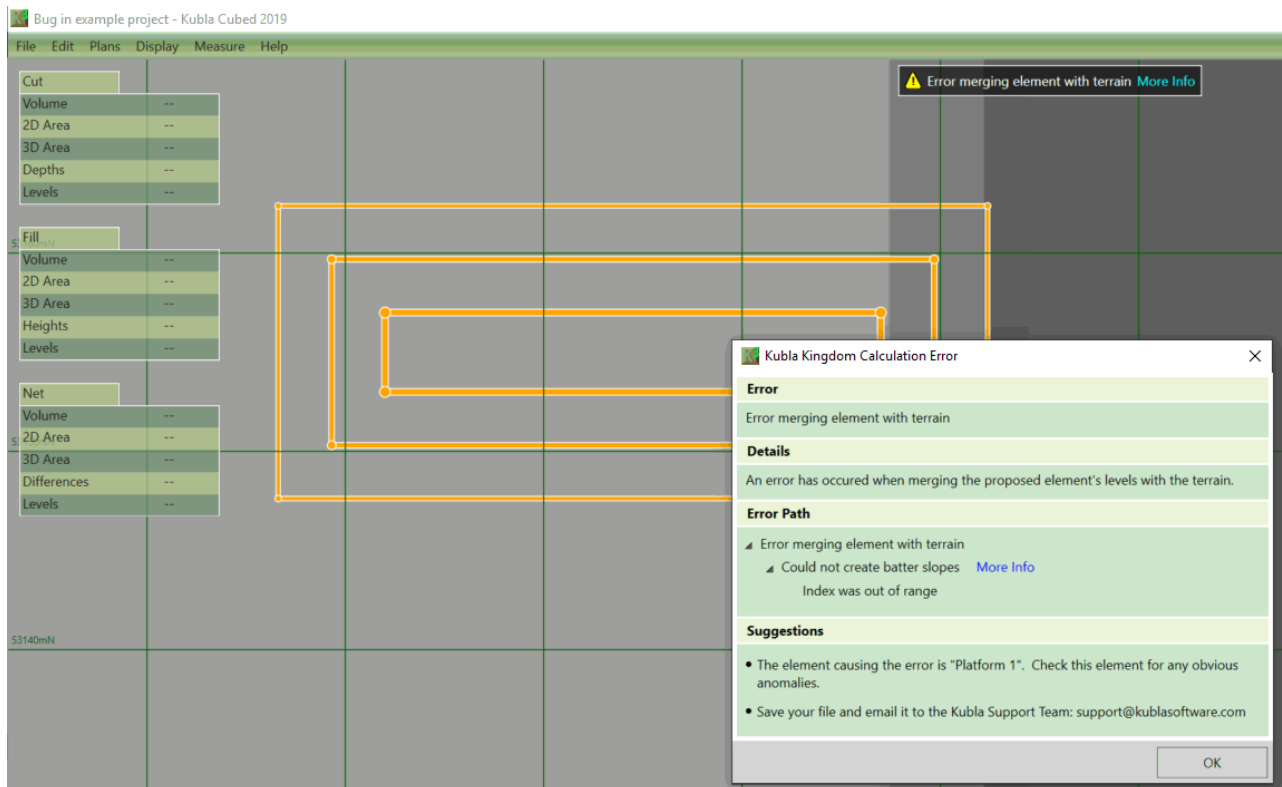 Bug in example project - Kubla Cubed 2019
File Edit Plans Display Measure Help
Error merging element with terrain More Info
Cut
Volume --
2D Area --
3D Area --
Depths --
Levels --
Fill
Volume --
2D Area --
3D Area --
Heights --
Levels --
Net
Volume --
2D Area --
3D Area --
Differences --
Levels --
53140mN
Kubla Kingdom Calculation Error
Error
Error merging element with terrain
Details
An error has occured when merging the proposed element's levels with the terrain.
Error Path
Error merging element with terrain
Could not create batter slopes More Info
Index was out of range
Suggestions
• The element causing the error is "Platform 1". Check this element for any obvious
anomalies.
• Save your file and email it to the Kubla Support Team: support@kublasoftware.com
OK